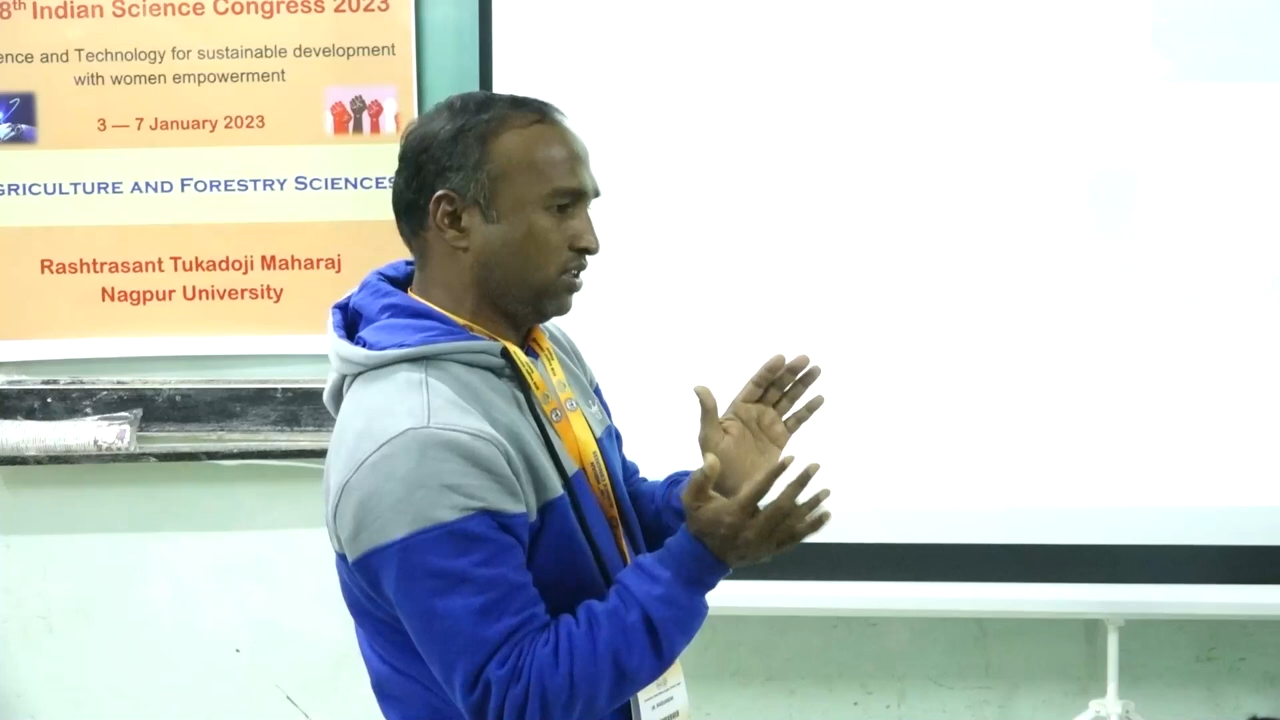 8th Indian Science Congress 2023
ence and Technology for sustainable development
with women empowerment
3 — 7 January 2023
GRICULTURE AND FORESTRY SCIENCES
Rashtrasant Tukadoji Maharaj
Nagpur University